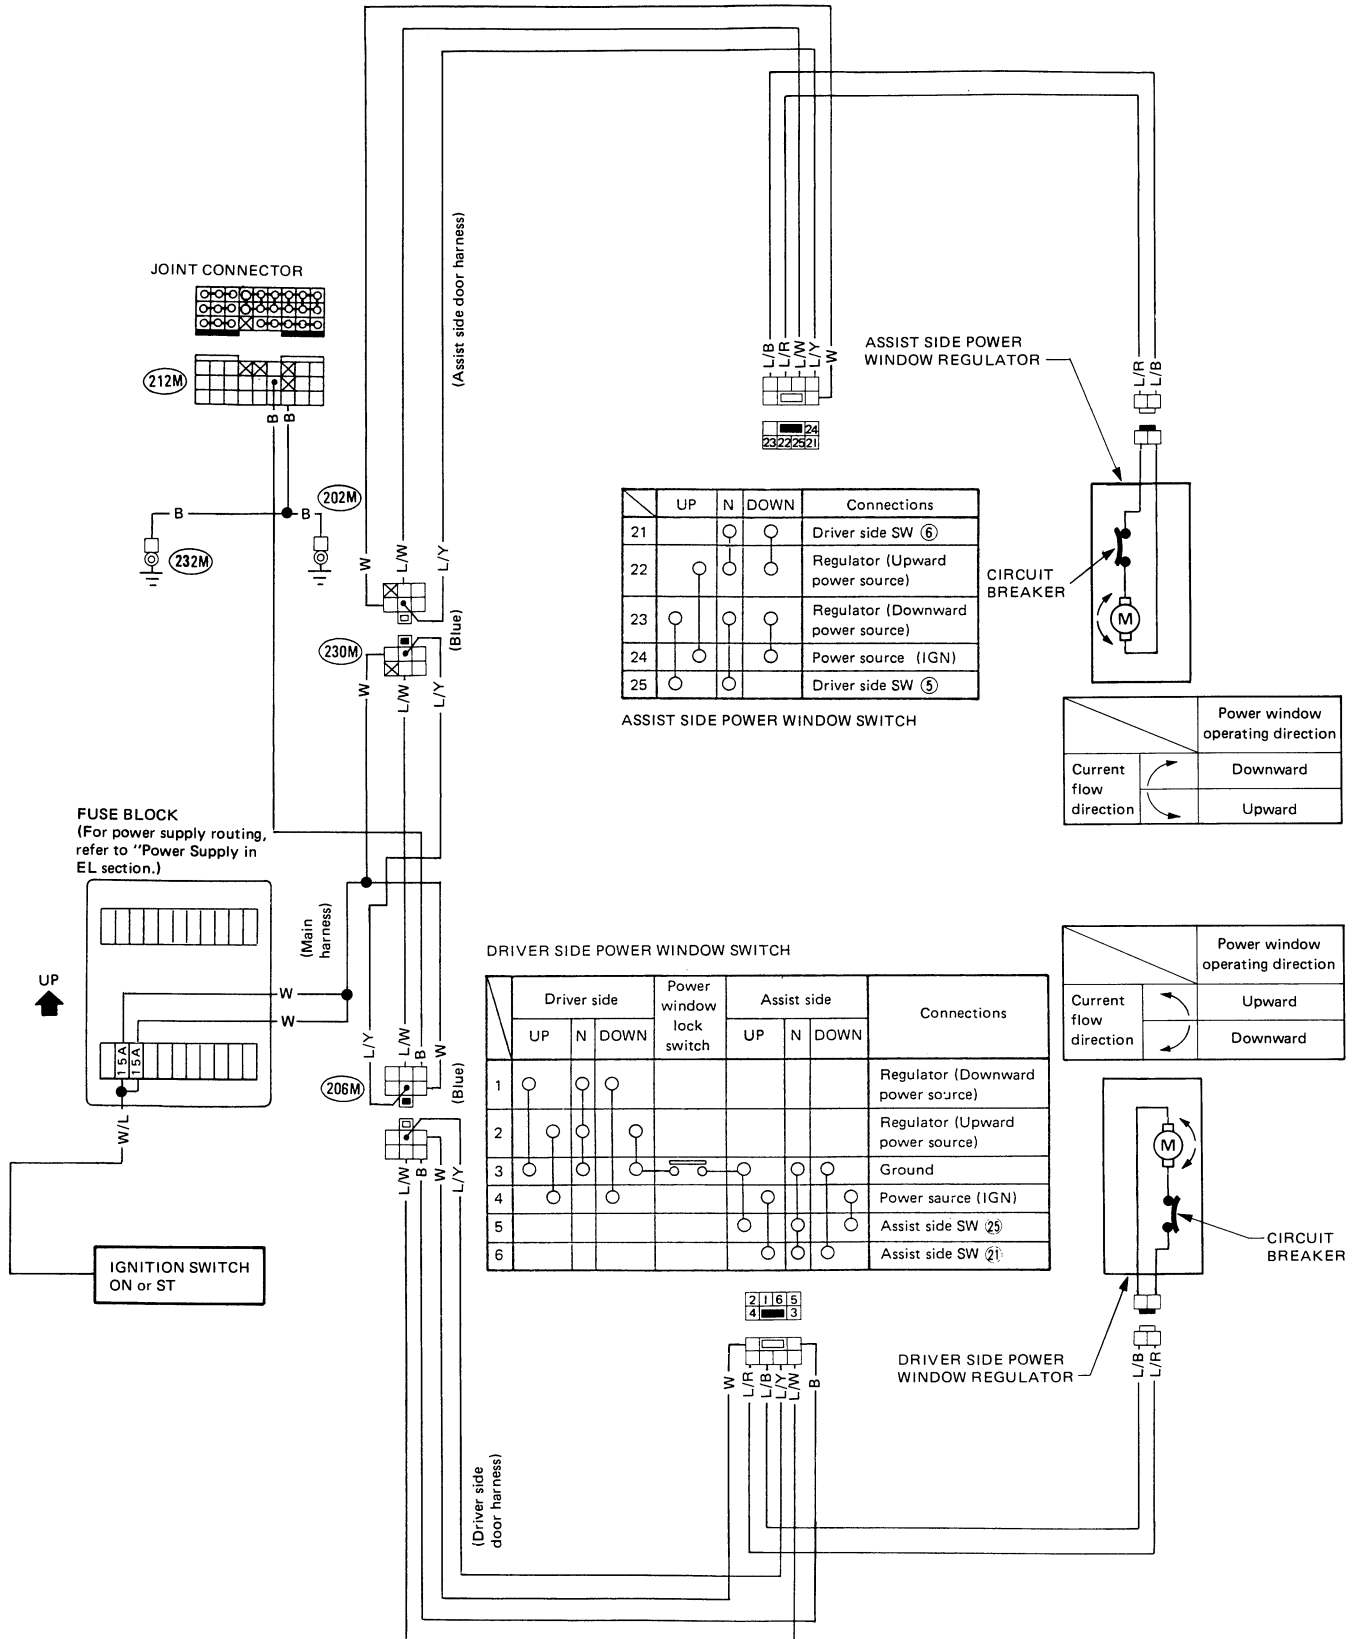 JOINT CONNECTOR
212M
B B
202M
B B
232M
(Assist side door harness)
W L/W L/Y
(Blue)
230M
W L/W L/Y
L/B L/R L/W L/Y W
24
23 22 25 21
ASSIST SIDE POWER
WINDOW REGULATOR
L/R L/B
CIRCUIT
BREAKER
M
UP N DOWN Connections
21 Driver side SW 6
22 Regulator (Upward
power source)
23 Regulator (Downward
power source)
24 Power source (IGN)
25 Driver side SW 5
ASSIST SIDE POWER WINDOW SWITCH
Power window
operating direction
Current
flow
direction
Downward
Upward
FUSE BLOCK
(For power supply routing,
refer to "Power Supply in
EL section.)
UP
15A 15A
W
W
W/L
(Main
harness)
IGNITION SWITCH
ON or ST
L/Y L/W B W
(Blue)
206M
L/W B W L/Y
(Driver side
door harness)
DRIVER SIDE POWER WINDOW SWITCH
Driver side Power
window
lock
switch Assist side Connections
UP N DOWN UP N DOWN
1 Regulator (Downward
power source)
2 Regulator (Upward
power source)
3 Ground
4 Power saurce (IGN)
5 Assist side SW 25
6 Assist side SW 21
2 1 6 5
4 3
W L/R L/B L/Y L/W B
Power window
operating direction
Current
flow
direction
Upward
Downward
M
CIRCUIT
BREAKER
DRIVER SIDE POWER
WINDOW REGULATOR
L/B L/R